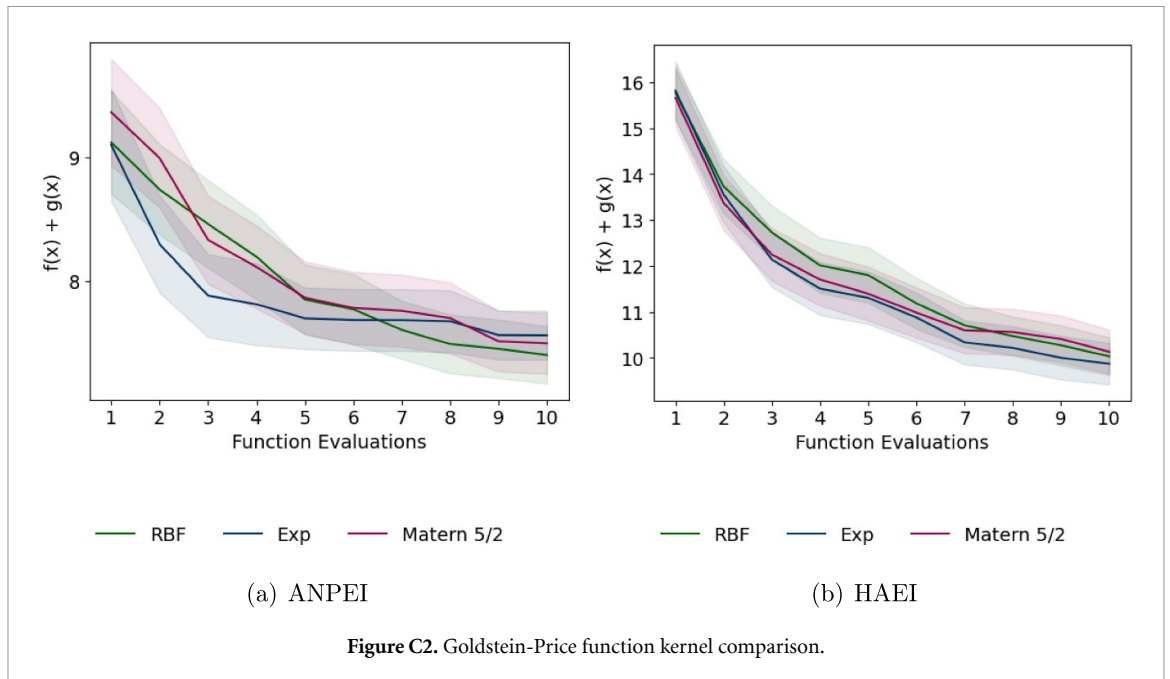 f(x) + g(x)
9
8
1 2 3 4 5 6 7 8 9 10
Function Evaluations
RBF Exp Matern 5/2
(a) ANPEI
f(x) + g(x)
16
15
14
13
12
11
10
1 2 3 4 5 6 7 8 9 10
Function Evaluations
RBF Exp Matern 5/2
(b) HAEI
Figure C2. Goldstein-Price function kernel comparison.